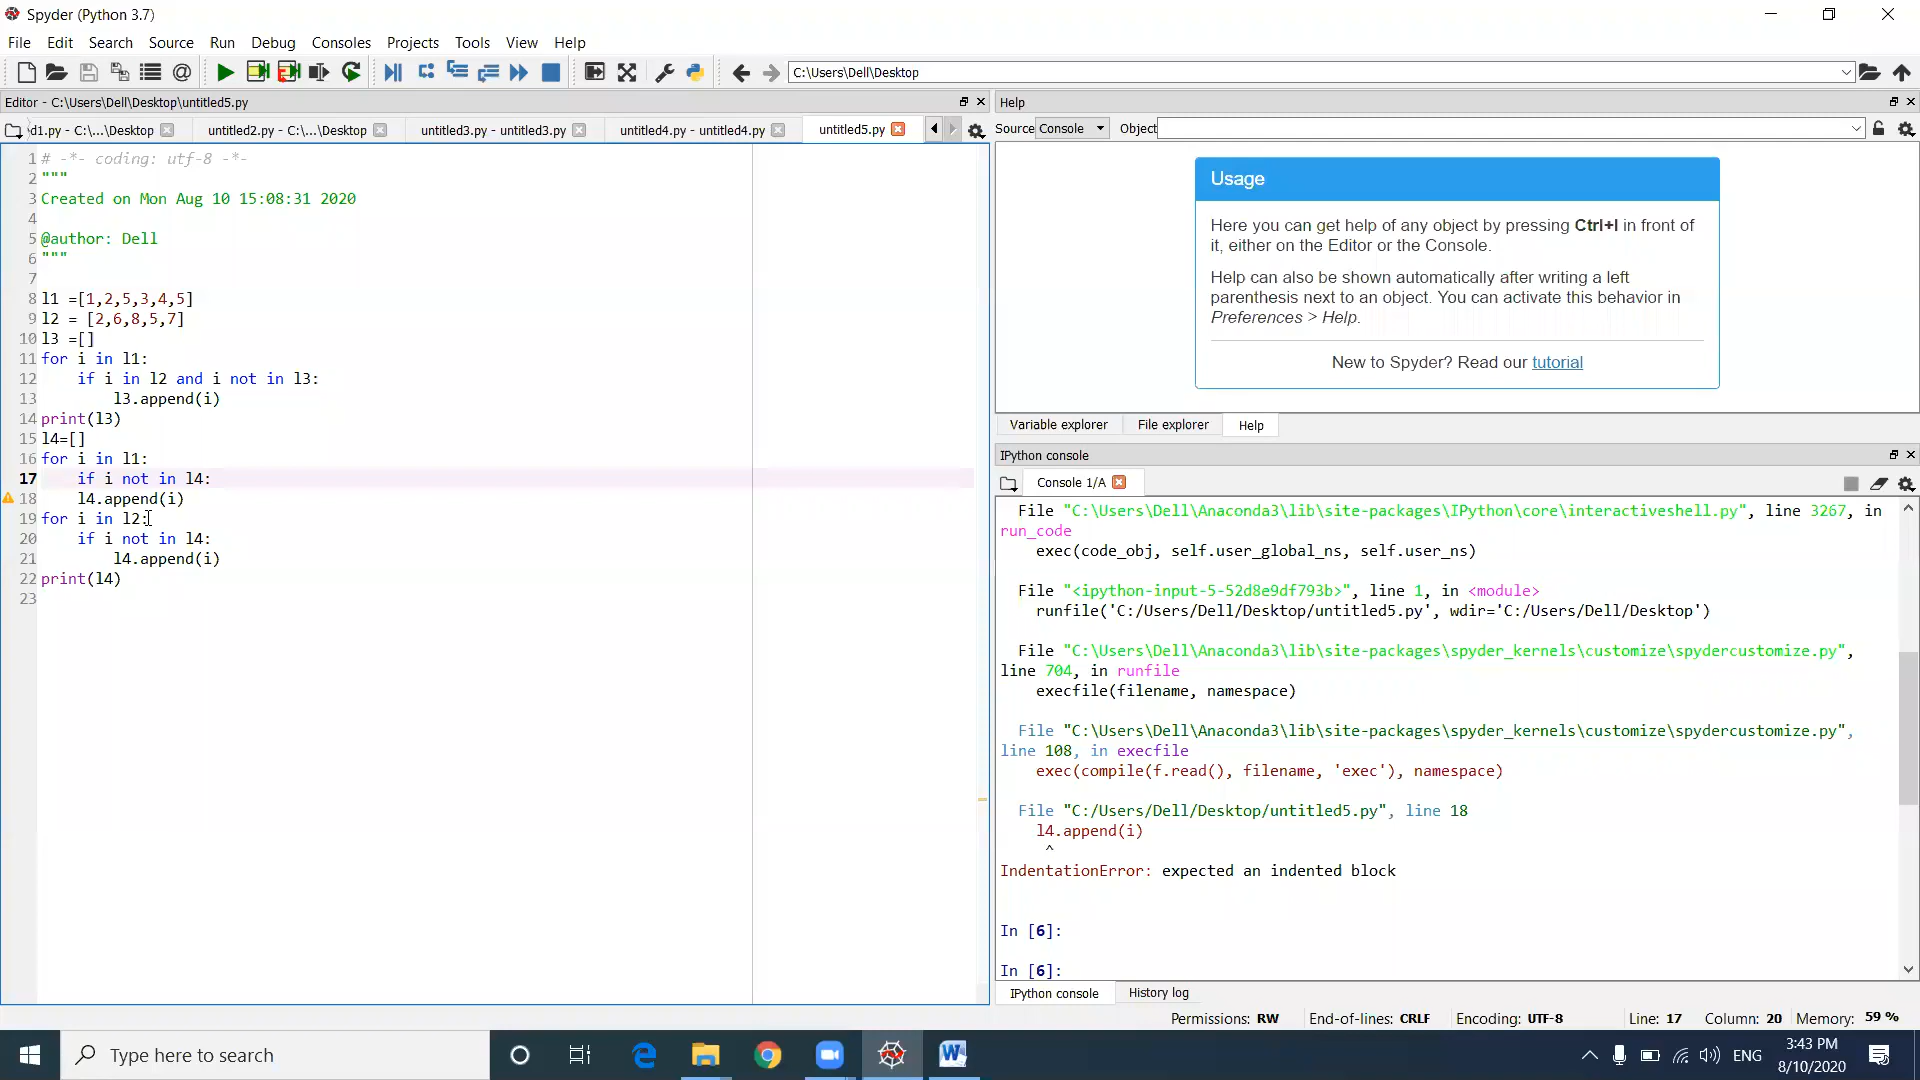 Spyder (Python 3.7)
File Edit Search Source Run Debug Consoles Projects Tools View Help
C:\Users\Dell\Desktop
Editor - C:\Users\Dell\Desktop\untitled5.py
d1.py - C:\...\Desktop untitled2.py - C:\...\Desktop untitled3.py - untitled3.py untitled4.py - untitled4.py untitled5.py
1 # -*- coding: utf-8 -*-
2 """
3 Created on Mon Aug 10 15:08:31 2020
4
5 @author: Dell
6 """
7
8 l1 =[1,2,5,3,4,5]
9 l2 = [2,6,8,5,7]
10 l3 =[]
11 for i in l1:
12     if i in l2 and i not in l3:
13         l3.append(i)
14 print(l3)
15 l4=[]
16 for i in l1:
17     if i not in l4:
18     l4.append(i)
19 for i in l2:
20     if i not in l4:
21         l4.append(i)
22 print(l4)
23
Help
Source Console Object
Usage
Here you can get help of any object by pressing Ctrl+I in front of
it, either on the Editor or the Console.
Help can also be shown automatically after writing a left
parenthesis next to an object. You can activate this behavior in
Preferences > Help.
New to Spyder? Read our tutorial
Variable explorer File explorer Help
IPython console
Console 1/A
File "C:\Users\Dell\Anaconda3\lib\site-packages\IPython\core\interactiveshell.py", line 3267, in
run_code
exec(code_obj, self.user_global_ns, self.user_ns)
File "<ipython-input-5-52d8e9df793b>", line 1, in <module>
runfile('C:/Users/Dell/Desktop/untitled5.py', wdir='C:/Users/Dell/Desktop')
File "C:\Users\Dell\Anaconda3\lib\site-packages\spyder_kernels\customize\spydercustomize.py",
line 704, in runfile
execfile(filename, namespace)
File "C:\Users\Dell\Anaconda3\lib\site-packages\spyder_kernels\customize\spydercustomize.py",
line 108, in execfile
exec(compile(f.read(), filename, 'exec'), namespace)
File "C:/Users/Dell/Desktop/untitled5.py", line 18
l4.append(i)
^
IndentationError: expected an indented block
In [6]:
In [6]:
IPython console History log
Permissions: RW End-of-lines: CRLF Encoding: UTF-8 Line: 17 Column: 20 Memory: 59 %
Type here to search
ENG
3:43 PM
8/10/2020